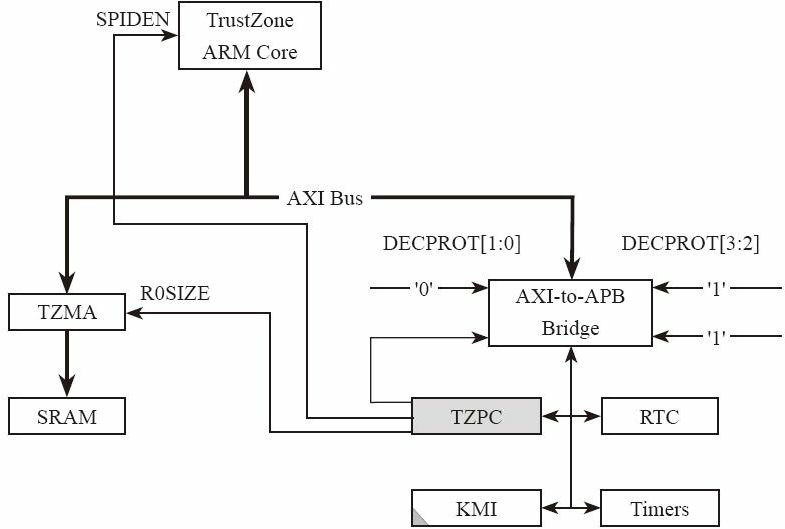 SPIDEN
TrustZone
ARM Core
AXI Bus
DECPROT[1:0]
DECPROT[3:2]
R0SIZE
'0'
AXI-to-APB
Bridge
'1'
'1'
TZMA
SRAM
TZPC
RTC
KMI
Timers